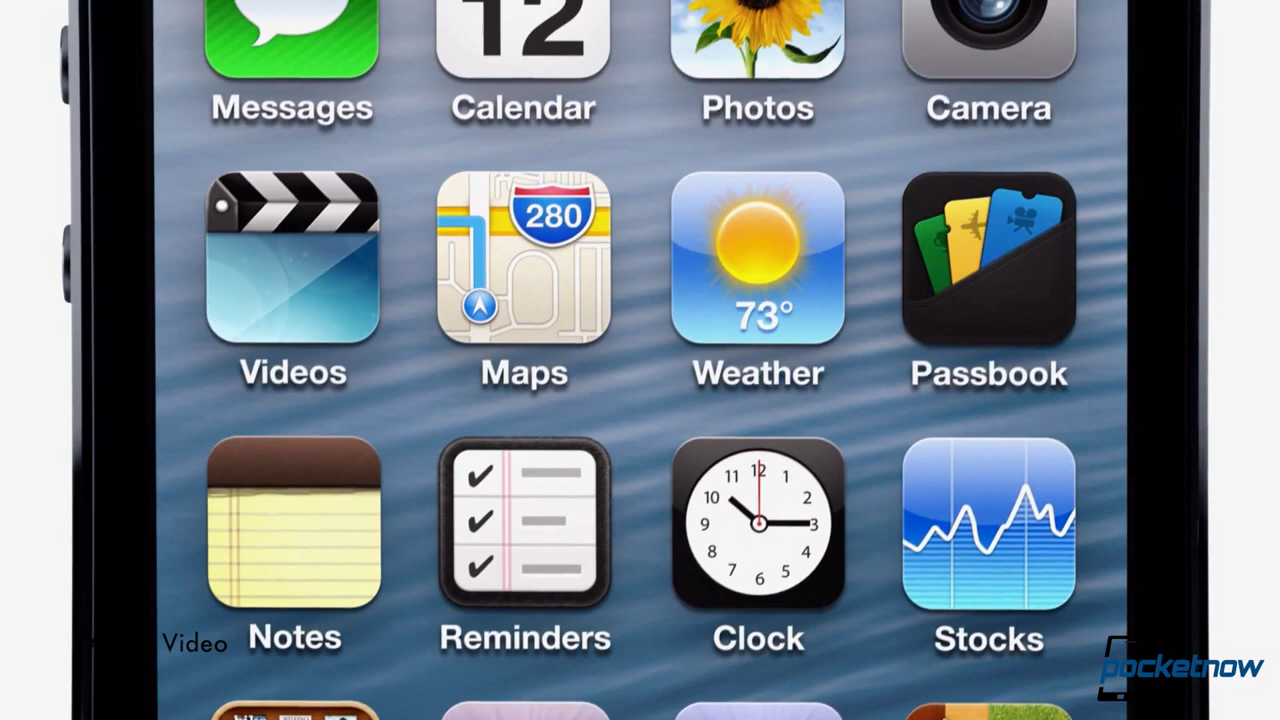 12
Messages
Calendar
Photos
Camera
280
73°
Videos
Maps
Weather
Passbook
12
11
1
10
2
9
3
8
4
7
5
6
Notes
Reminders
Clock
Stocks
Video
pocketnow